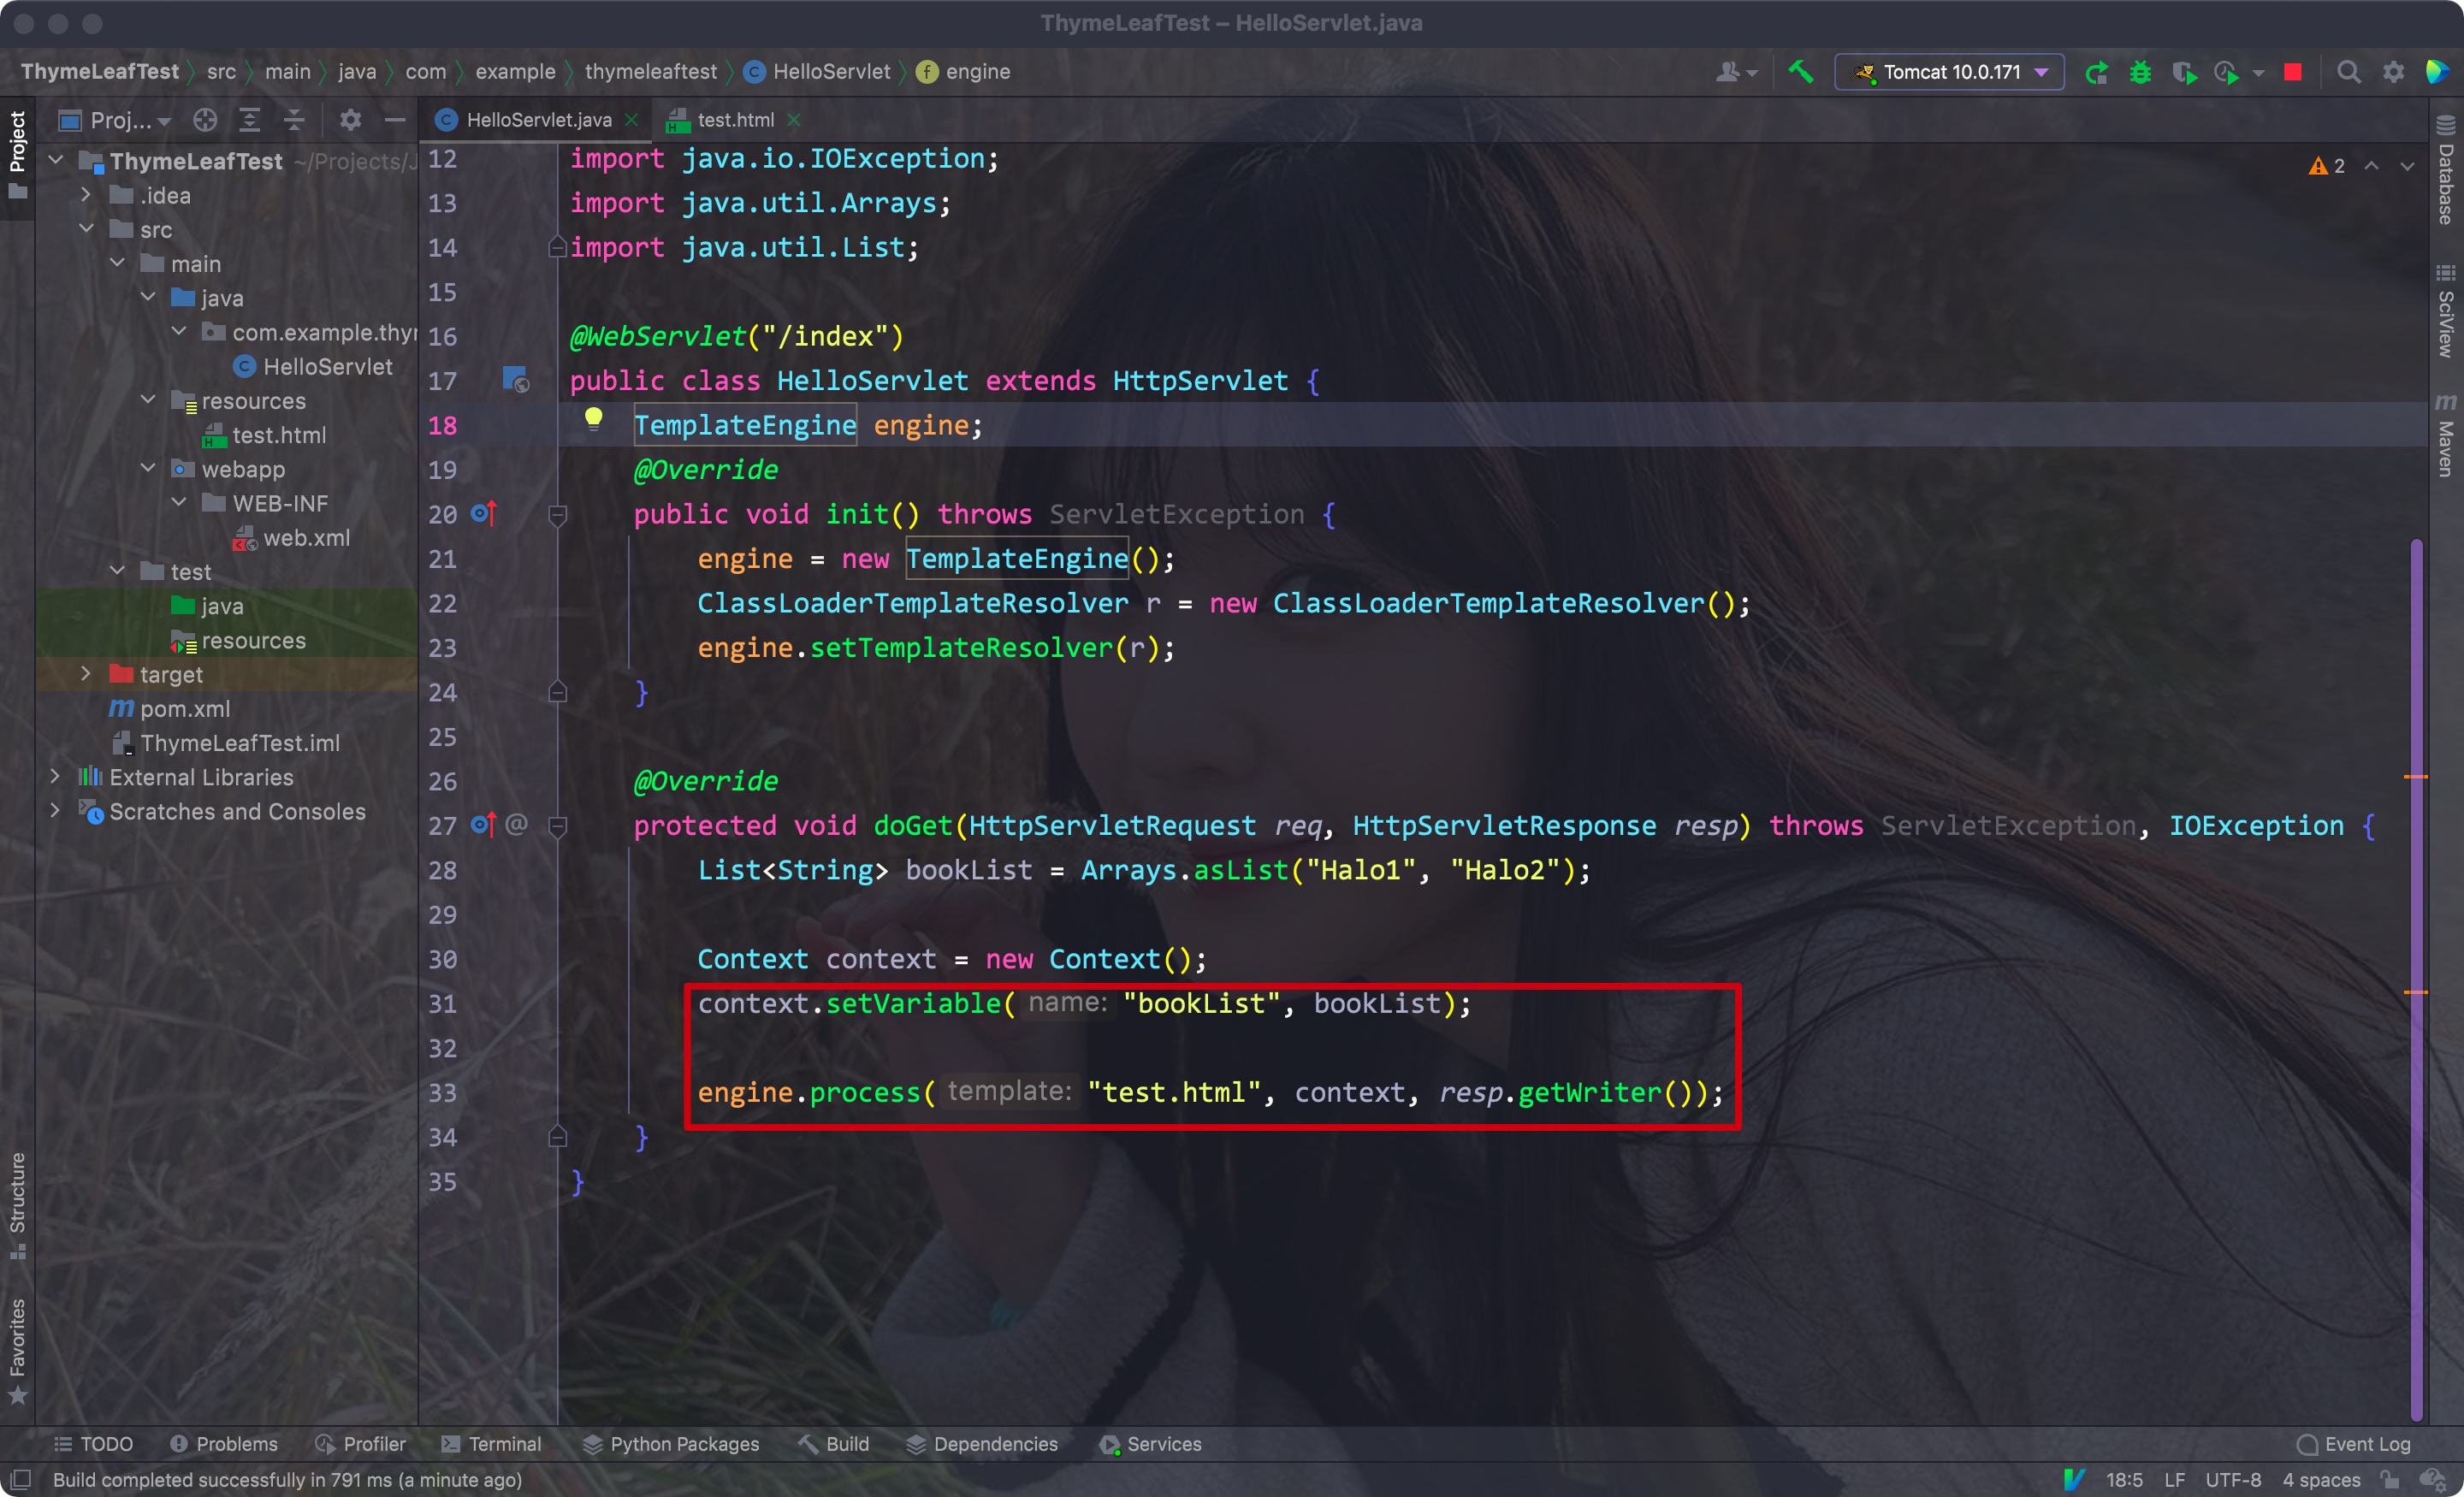 ThymeLeafTest – HelloServlet.java
ThymeLeafTest src main java com example thymeleaftest HelloServlet engine
Tomcat 10.0.171
Project
Proj...
HelloServlet.java
test.html
ThymeLeafTest ~/Projects/J
.idea
src
main
java
com.example.thyr
HelloServlet
resources
test.html
webapp
WEB-INF
web.xml
test
java
resources
target
pom.xml
ThymeLeafTest.iml
External Libraries
Scratches and Consoles
2
12 import java.io.IOException;
13 import java.util.Arrays;
14 import java.util.List;
15
16 @WebServlet("/index")
17 public class HelloServlet extends HttpServlet {
18 TemplateEngine engine;
19 @Override
20 public void init() throws ServletException {
21 engine = new TemplateEngine();
22 ClassLoaderTemplateResolver r = new ClassLoaderTemplateResolver();
23 engine.setTemplateResolver(r);
24 }
25
26 @Override
27 protected void doGet(HttpServletRequest req, HttpServletResponse resp) throws ServletException, IOException {
28 List<String> bookList = Arrays.asList("Halo1", "Halo2");
29
30 Context context = new Context();
31 context.setVariable( name: "bookList", bookList);
32
33 engine.process( template: "test.html", context, resp.getWriter());
34 }
35 }
Database
SciView
Maven
Structure
Favorites
TODO Problems Profiler Terminal Python Packages Build Dependencies Services Event Log
Build completed successfully in 791 ms (a minute ago) 18:5 LF UTF-8 4 spaces